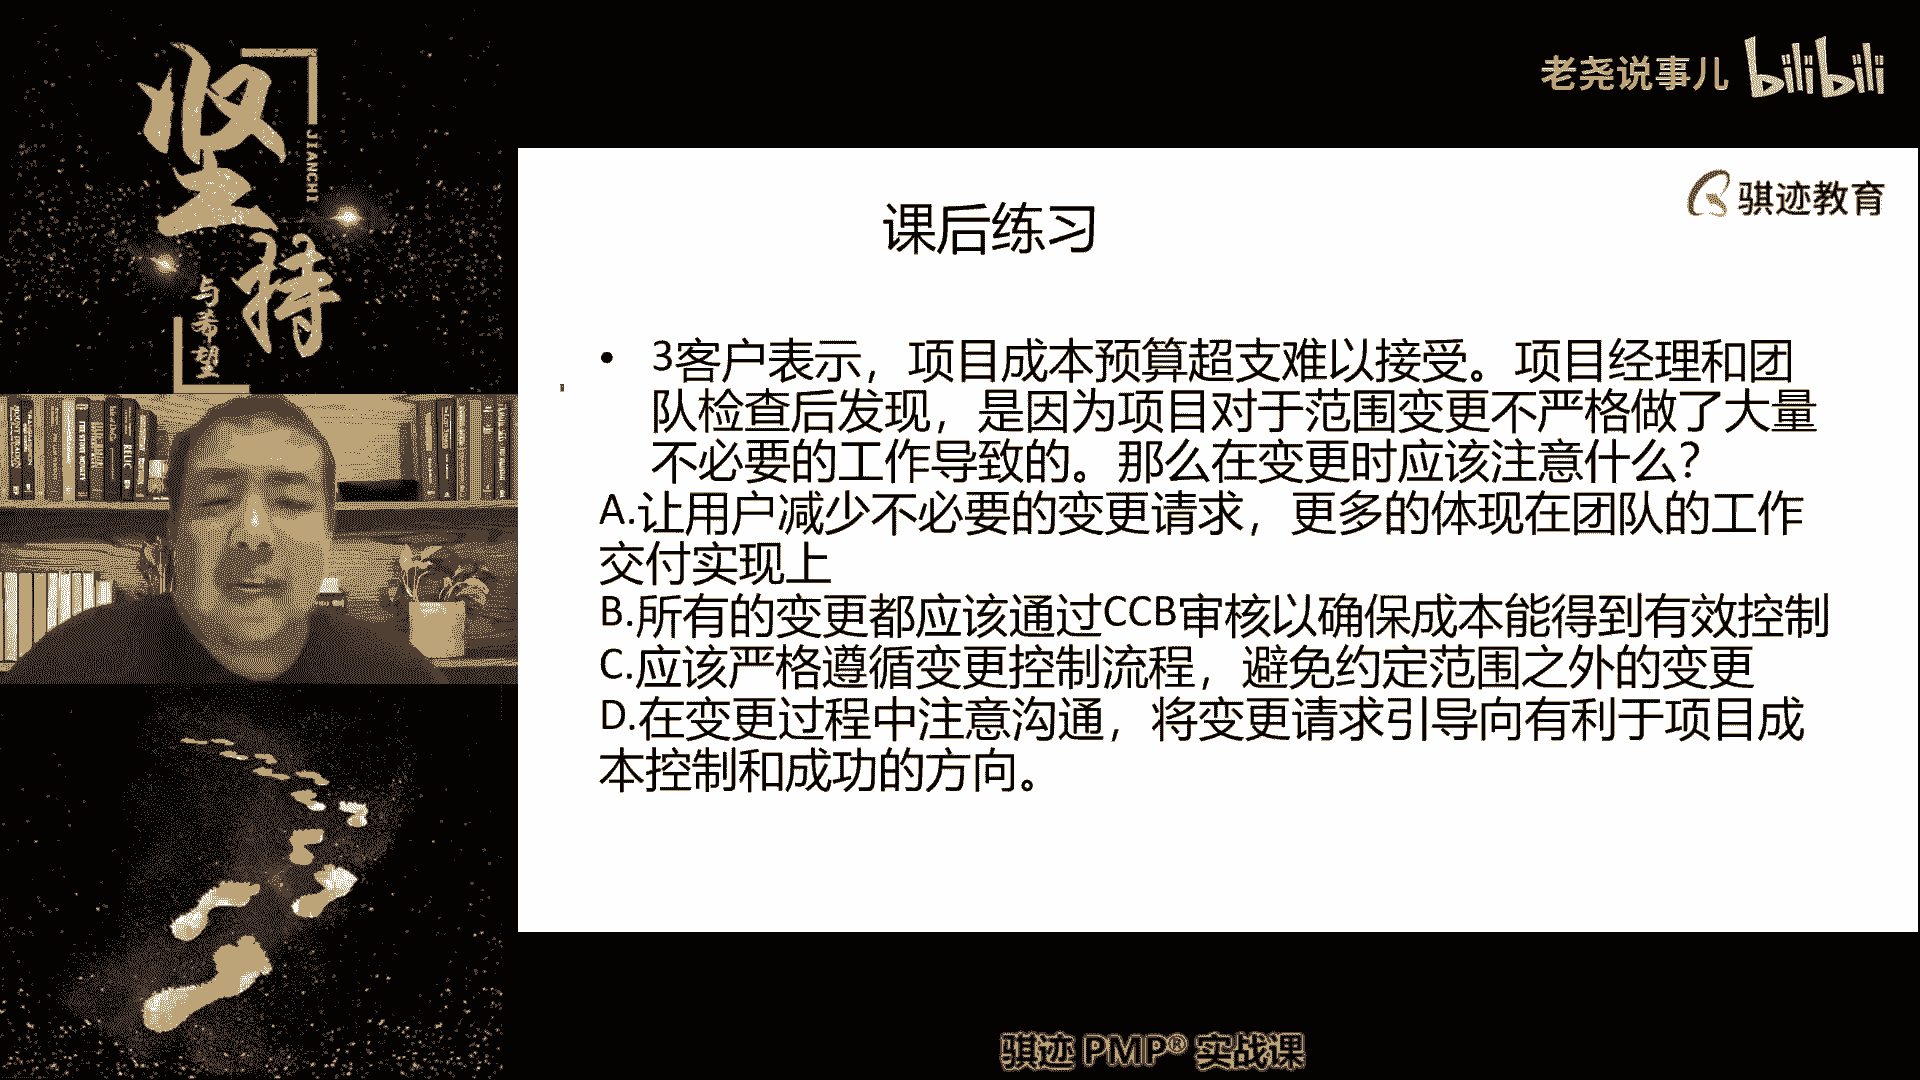 坚持
JIANCHI
与希望
老尧说事儿 bilibili
骐迹教育
课后练习
• 3客户表示，项目成本预算超支难以接受。项目经理和团
队检查后发现，是因为项目对于范围变更不严格做了大量
不必要的工作导致的。那么在变更时应该注意什么？
A.让用户减少不必要的变更请求，更多的体现在团队的工作
交付实现上
B.所有的变更都应该通过CCB审核以确保成本能得到有效控制
C.应该严格遵循变更控制流程，避免约定范围之外的变更
D.在变更过程中注意沟通，将变更请求引导向有利于项目成
本控制和成功的方向。
骐迹 PMP® 实战课